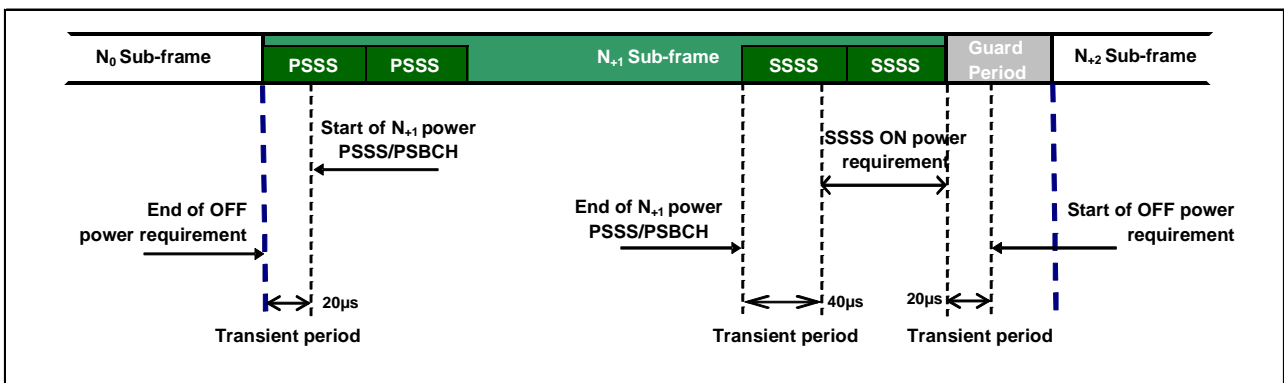 N0 Sub-frame
PSSS
PSSS
N+1 Sub-frame
SSSS
SSSS
Guard
Period
N+2 Sub-frame
Start of N+1 power
PSSS/PSBCH
SSSS ON power
requirement
End of OFF
power requirement
End of N+1 power
PSSS/PSBCH
Start of OFF power
requirement
20µs
40µs
20µs
Transient period
Transient period
Transient period